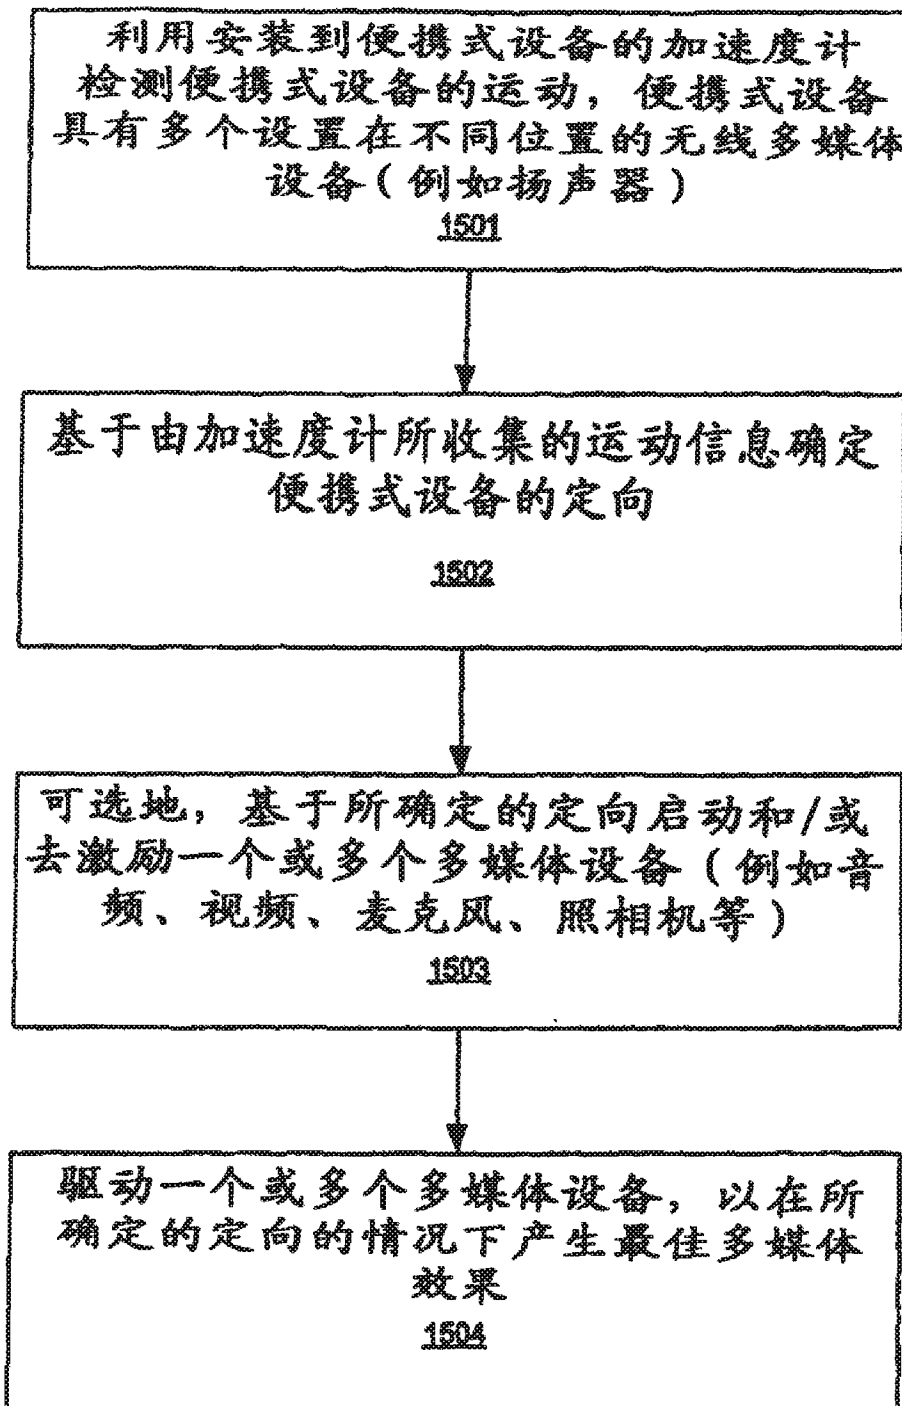 利用安装到便携式设备的加速度计
检测便携式设备的运动，便携式设备
具有多个设置在不同位置的无线多媒体
设备(例如扬声器)
1501
基于由加速度计所收集的运动信息确定
便携式设备的定向
1502
可选地，基于所确定的定向启动和/或
去激励一个或多个多媒体设备(例如音
频、视频、麦克风、照相机等)
1503
驱动一个或多个多媒体设备，以在所
确定的定向的情况下产生最佳多媒体
效果
1504